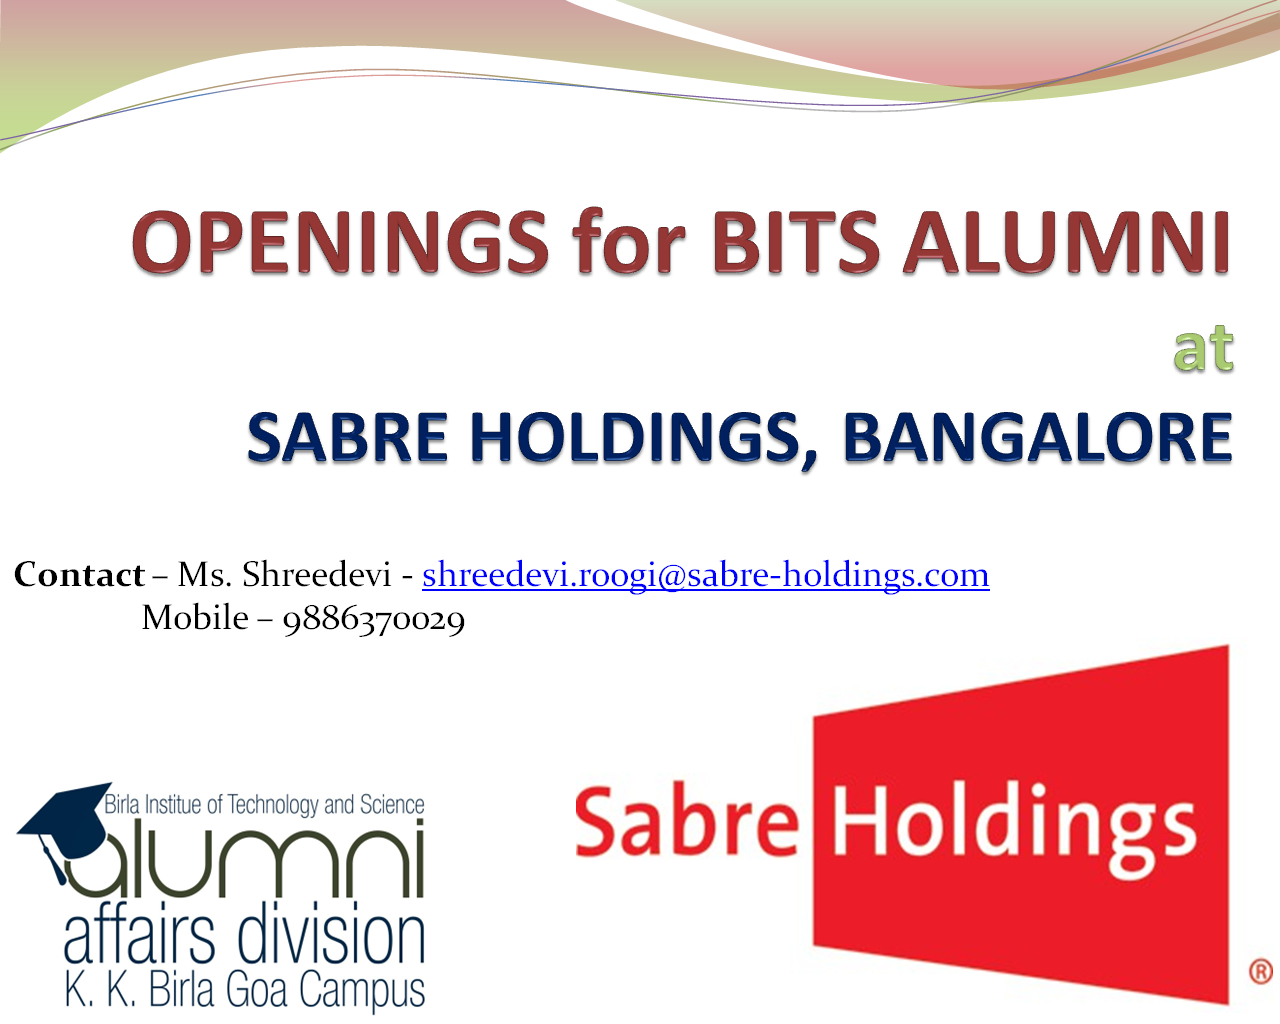 OPENINGS for BITS ALUMNI
at
SABRE HOLDINGS, BANGALORE
Contact – Ms. Shreedevi - shreedevi.roogi@sabre-holdings.com
Mobile – 9886370029
Birla Institue of Technology and Science
alumni
affairs division
K. K. Birla Goa Campus
Sabre Holdings
®